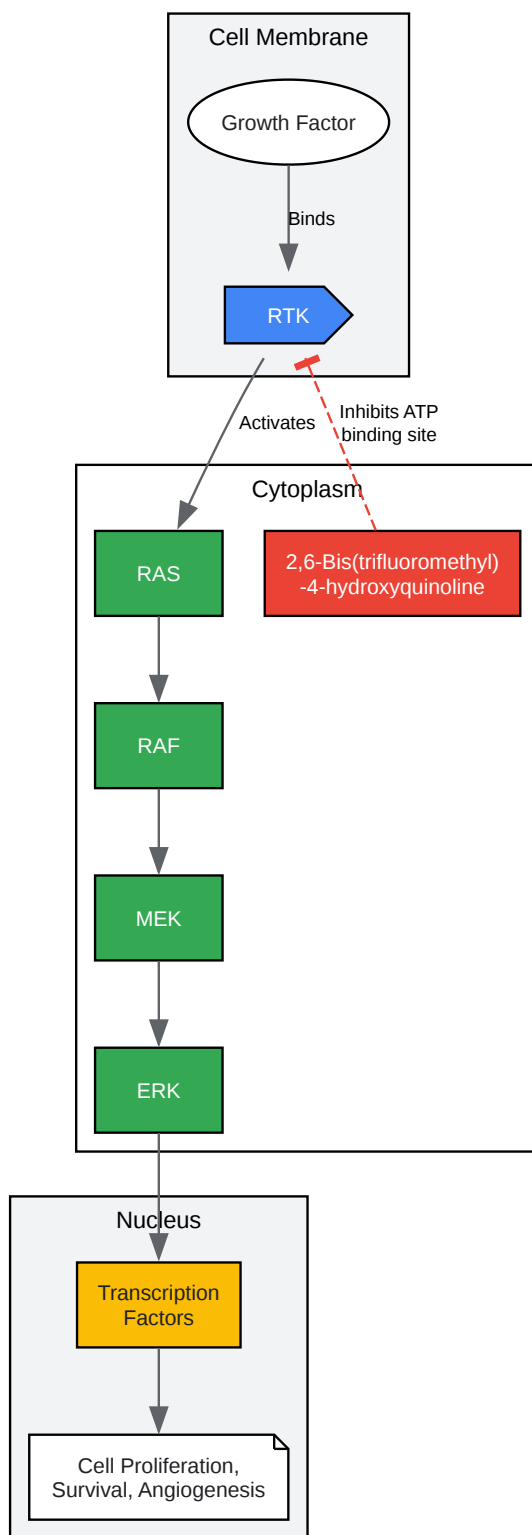 Cell Membrane
Growth Factor
Binds
RTK
Activates
Inhibits ATP
binding site
Cytoplasm
RAS
2,6-Bis(trifluoromethyl)
-4-hydroxyquinoline
RAF
MEK
ERK
Nucleus
Transcription
Factors
Cell Proliferation,
Survival, Angiogenesis